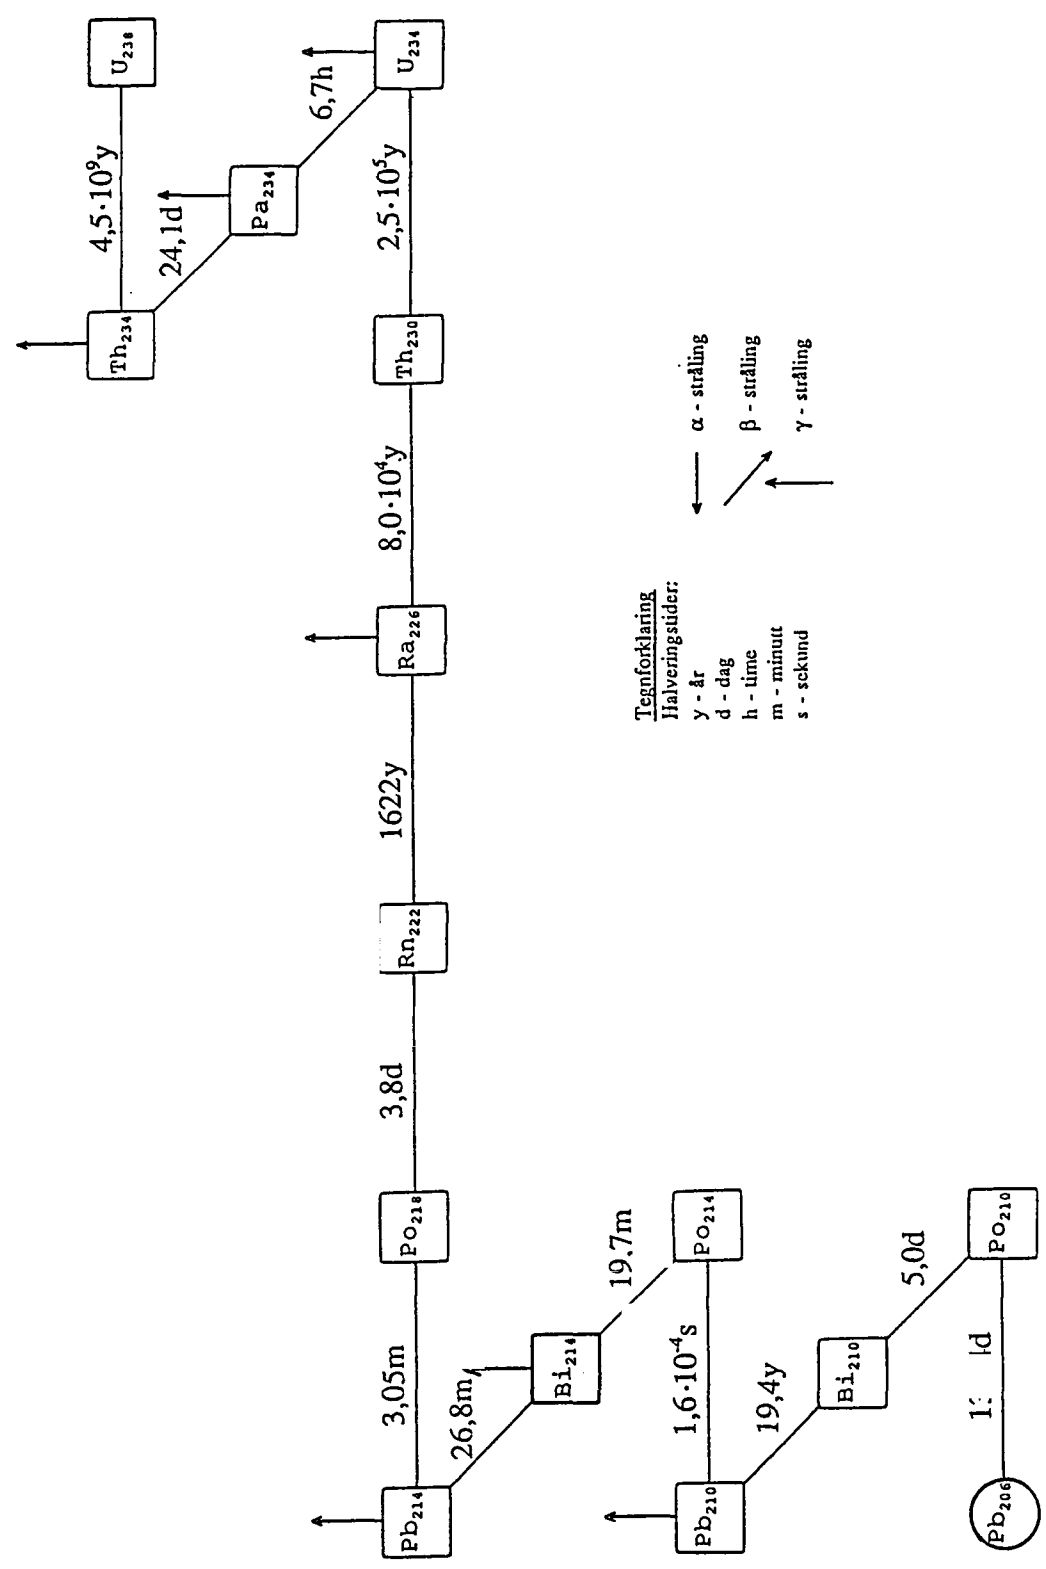 U238
4,5·10⁹y
Th234
24,1d
Pa234
6,7h
U234
2,5·10⁵y
Th230
8,0·10⁴y
Ra226
1622y
Rn222
3,8d
Po218
3,05m
Pb214
26,8m
Bi214
19.7m
Po214
1,6·10⁻⁴s
Pb210
19,4y
Bi210
5,0d
Po210
Pb206
Tegnforklaring
Halveringstider:
y - år
d - dag
h - time
m - minutt
s - sekund
α - stråling
β - stråling
γ - stråling